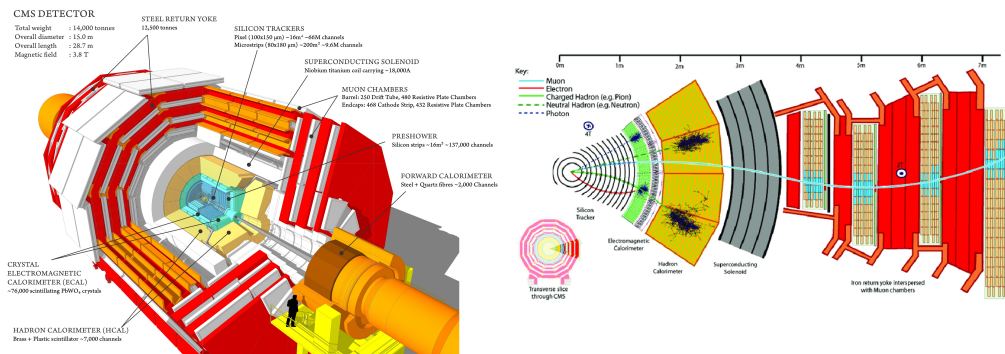 CMS DETECTOR
Total weight : 14,000 tonnes
Overall diameter : 15.0 m
Overall length : 28.7 m
Magnetic field : 3.8 T
STEEL RETURN YOKE
12,500 tonnes
SILICON TRACKERS
Pixel (100x150 μm) ~16m² ~66M channels
Microstrips (80x180 μm) ~200m² ~9.6M channels
SUPERCONDUCTING SOLENOID
Niobium titanium coil carrying ~18,000A
MUON CHAMBERS
Barrel: 250 Drift Tube, 480 Resistive Plate Chambers
Endcaps: 468 Cathode Strip, 432 Resistive Plate Chambers
PRESHOWER
Silicon strips ~16m² ~137,000 channels
FORWARD CALORIMETER
Steel + Quartz fibres ~2,000 Channels
CRYSTAL
ELECTROMAGNETIC
CALORIMETER (ECAL)
~76,000 scintillating PbWO₄ crystals
HADRON CALORIMETER (HCAL)
Brass + Plastic scintillator ~7,000 channels
0m 1m 2m 3m 4m 5m 6m 7m
Key:
Muon
Electron
Charged Hadron (e.g. Pion)
Neutral Hadron (e.g. Neutron)
Photon
4T
Silicon
Tracker
Electromagnetic
Calorimeter
Hadron
Calorimeter
Superconducting
Solenoid
Iron return yoke interspersed
with Muon chambers
Transverse slice
through CMS